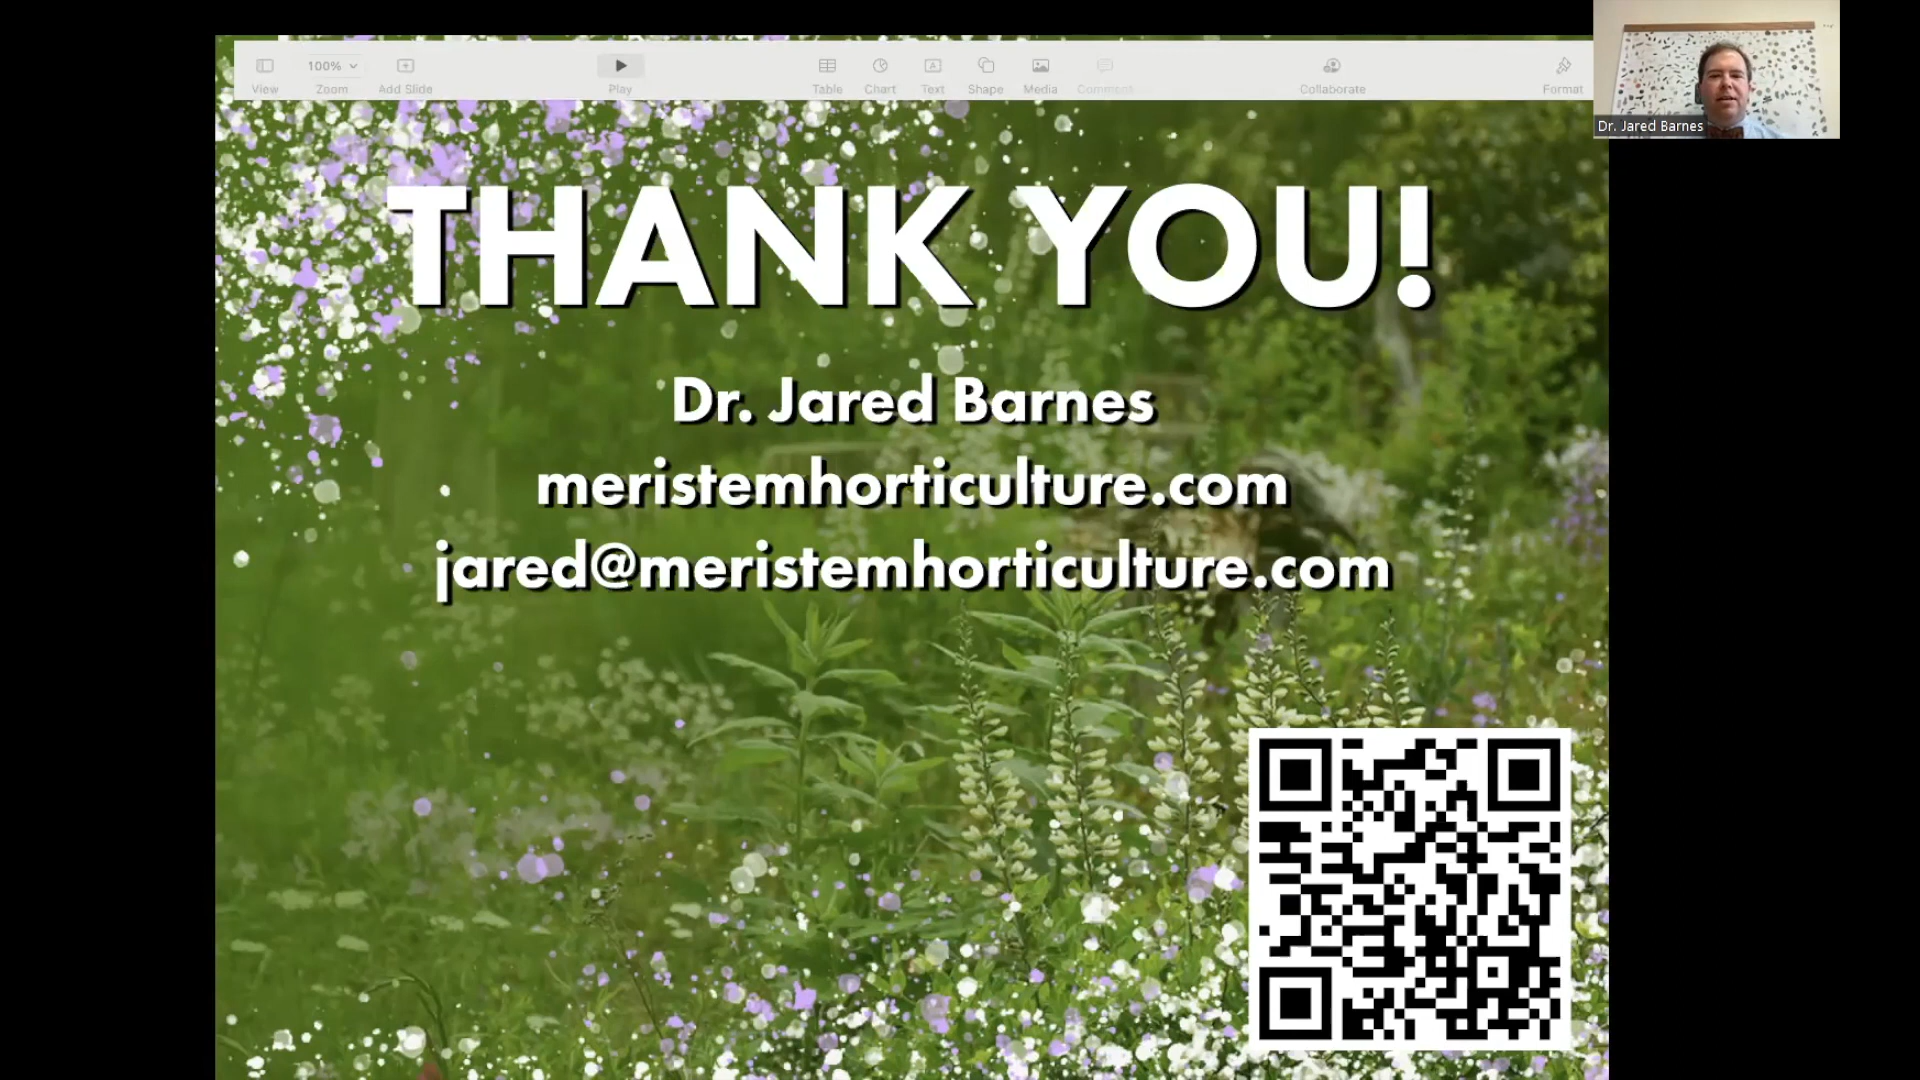 100%
View Zoom Add Slide Play Table Chart Text Shape Media Comment Collaborate Format
Dr. Jared Barnes
THANK YOU!
Dr. Jared Barnes
meristemhorticulture.com
jared@meristemhorticulture.com